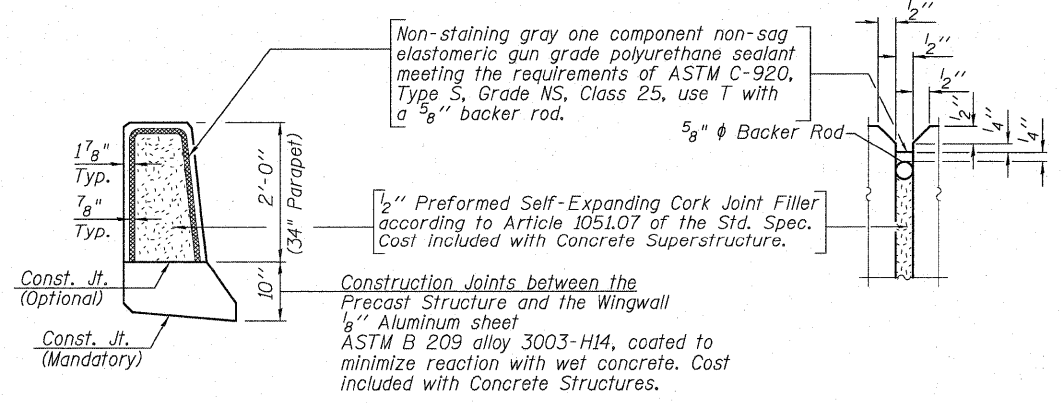 Non-staining gray one component non-sag
elastomeric gun grade polyurethane sealant
meeting the requirements of ASTM C-920,
Type S, Grade NS, Class 25, use T with
a 5/8" backer rod.
1/2"
1/2"
1/2"
1/2"
1/4"
1/4"
5/8" φ Backer Rod
1 7/8"
Typ.
7/8"
Typ.
2'-0"
(34" Parapet)
1/2" Preformed Self-Expanding Cork Joint Filler
according to Article 1051.07 of the Std. Spec.
Cost included with Concrete Superstructure.
Const. Jt.
(Optional)
10"
Const. Jt.
(Mandatory)
Construction Joints between the
Precast Structure and the Wingwall
1/8" Aluminum sheet
ASTM B 209 alloy 3003-H14, coated to
minimize reaction with wet concrete. Cost
included with Concrete Structures.